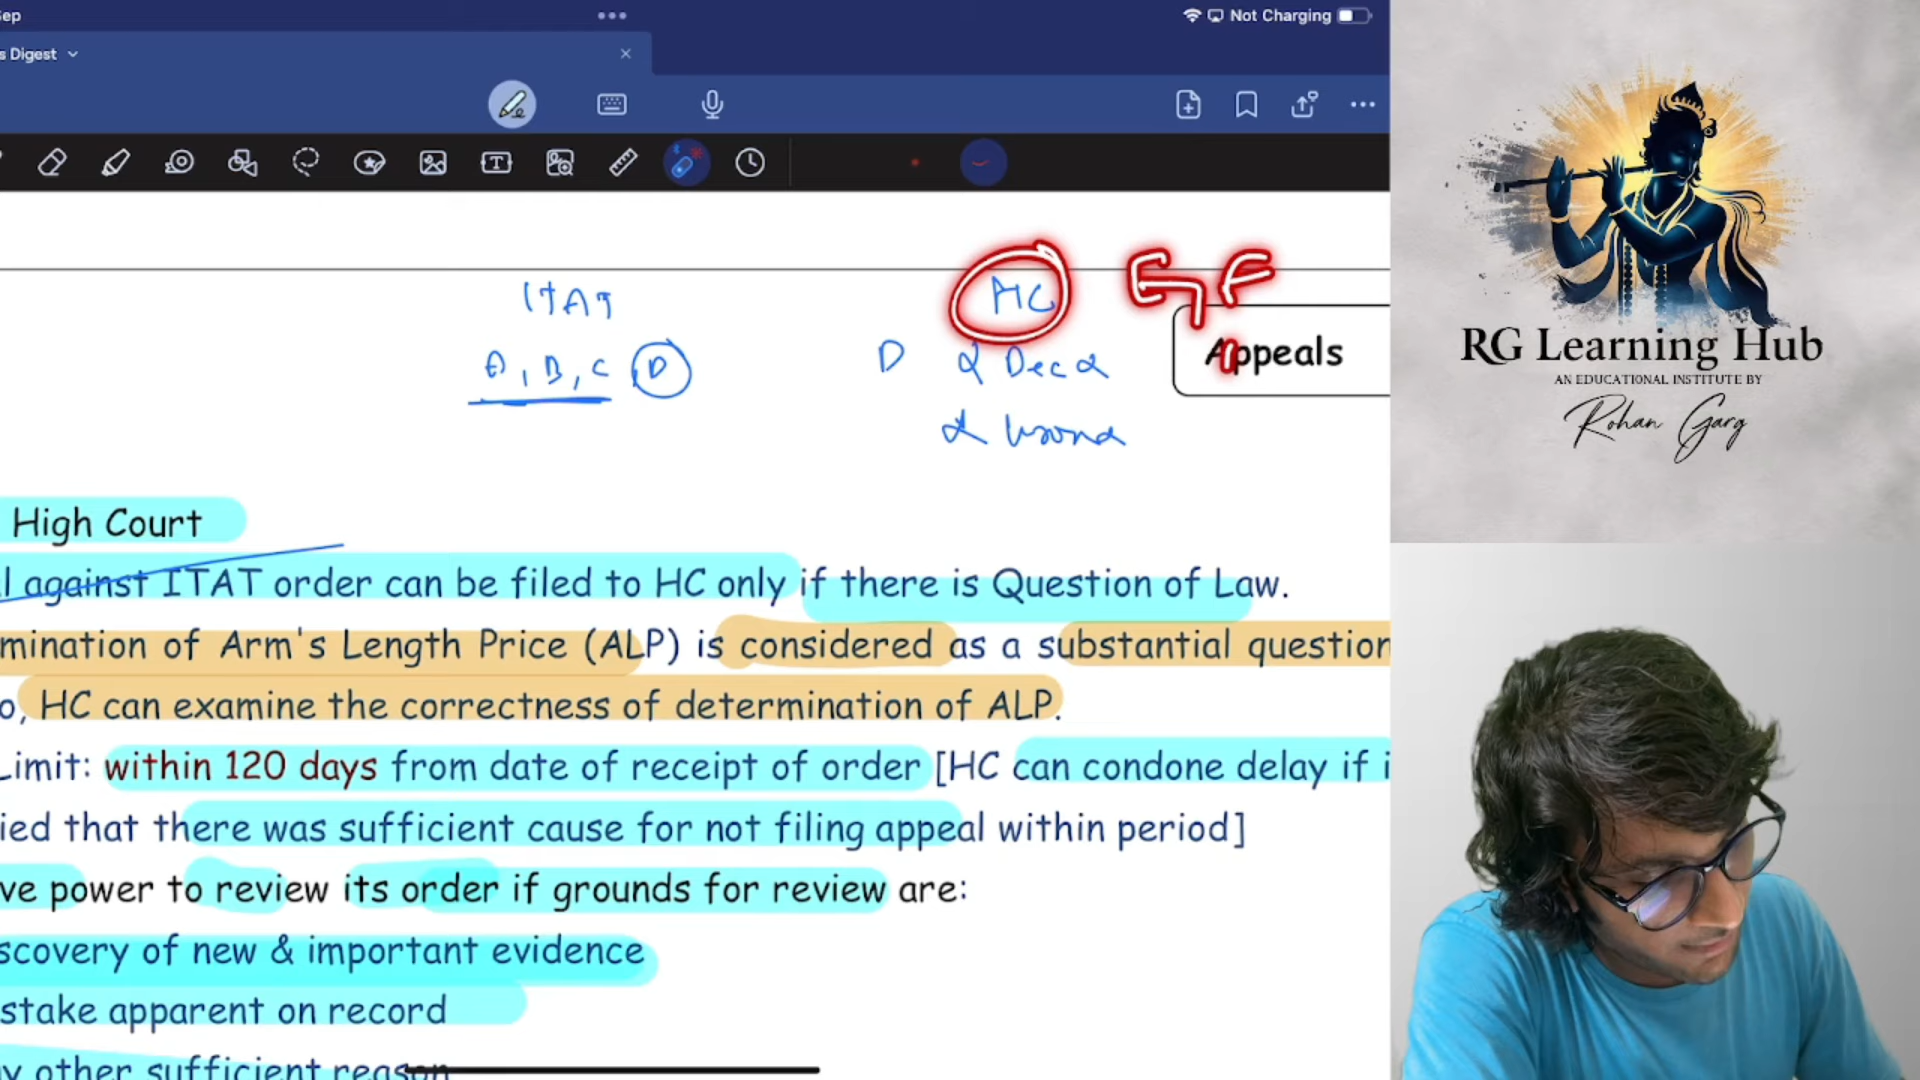 Sep
Not Charging
s Digest
ITAT
HC
Appeals
A, B, C D
D
High Court
l against ITAT order can be filed to HC only if there is Question of Law.
mination of Arm's Length Price (ALP) is considered as a substantial question
o, HC can examine the correctness of determination of ALP.
Limit: within 120 days from date of receipt of order [HC can condone delay if i
ied that there was sufficient cause for not filing appeal within period]
ve power to review its order if grounds for review are:
scovery of new & important evidence
stake apparent on record
y other sufficient reason
RG Learning Hub
AN EDUCATIONAL INSTITUTE BY
Rohan Garg